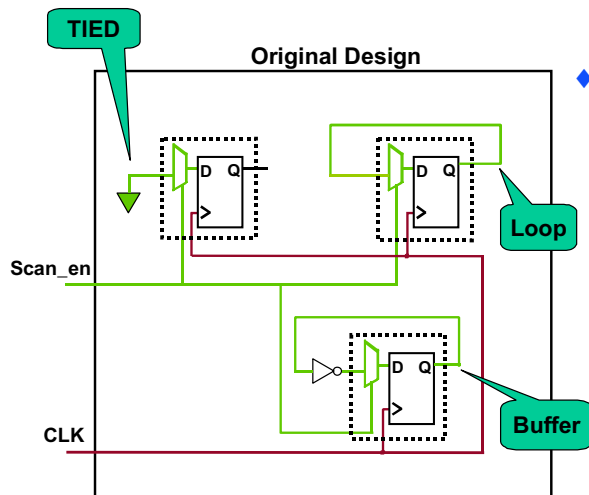 TIED
Original Design
D Q
D Q
Loop
Scan_en
D Q
Buffer
CLK